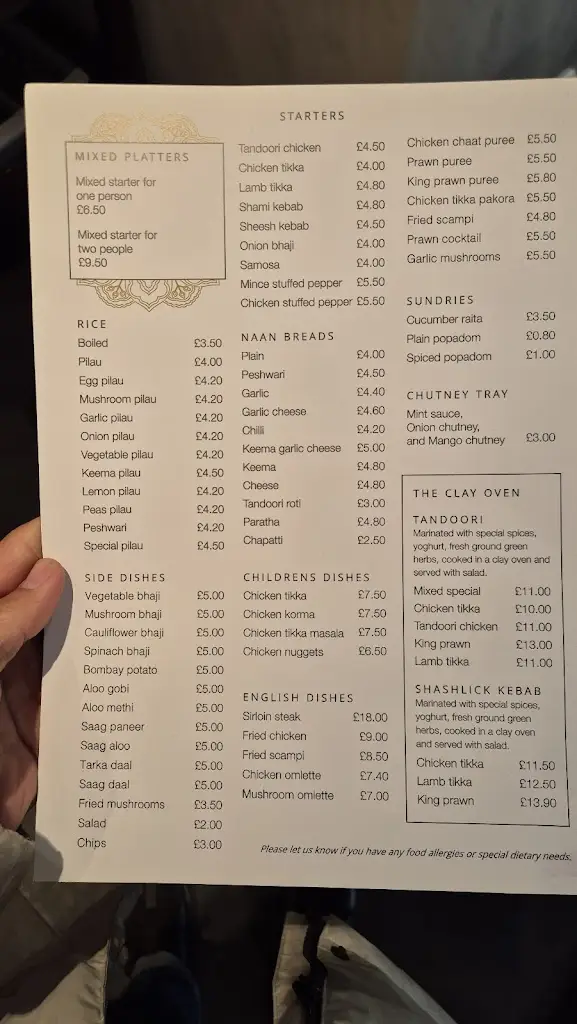 MIXED PLATTERS
Mixed starter for
one person
£6.50
Mixed starter for
two people
£9.50
RICE
Boiled £3.50
Pilau £4.00
Egg pilau £4.20
Mushroom pilau £4.20
Garlic pilau £4.20
Onion pilau £4.20
Vegetable pilau £4.20
Keema pilau £4.50
Lemon pilau £4.20
Peas pilau £4.20
Peshwari £4.20
Special pilau £4.50
SIDE DISHES
Vegetable bhaji £5.00
Mushroom bhaji £5.00
Cauliflower bhaji £5.00
Spinach bhaji £5.00
Bombay potato £5.00
Aloo gobi £5.00
Aloo methi £5.00
Saag paneer £5.00
Saag aloo £5.00
Tarka daal £5.00
Saag daal £5.00
Fried mushrooms £3.50
Salad £2.00
Chips £3.00
STARTERS
Tandoori chicken £4.50
Chicken tikka £4.00
Lamb tikka £4.80
Shami kebab £4.80
Sheesh kebab £4.50
Onion bhaji £4.00
Samosa £4.00
Mince stuffed pepper £5.50
Chicken stuffed pepper £5.50
NAAN BREADS
Plain £4.00
Peshwari £4.50
Garlic £4.40
Garlic cheese £4.60
Chilli £4.20
Keema garlic cheese £5.00
Keema £4.80
Cheese £4.80
Tandoori roti £3.00
Paratha £4.80
Chapatti £2.50
CHILDRENS DISHES
Chicken tikka £7.50
Chicken korma £7.50
Chicken tikka masala £7.50
Chicken nuggets £6.50
ENGLISH DISHES
Sirloin steak £18.00
Fried chicken £9.00
Fried scampi £8.50
Chicken omlette £7.40
Mushroom omlette £7.00
Chicken chaat puree £5.50
Prawn puree £5.50
King prawn puree £5.80
Chicken tikka pakora £5.50
Fried scampi £4.80
Prawn cocktail £5.50
Garlic mushrooms £5.50
SUNDRIES
Cucumber raita £3.50
Plain popadom £0.80
Spiced popadom £1.00
CHUTNEY TRAY
Mint sauce,
Onion chutney,
and Mango chutney £3.00
THE CLAY OVEN
TANDOORI
Marinated with special spices,
yoghurt, fresh ground green
herbs, cooked in a clay oven and
served with salad.
Mixed special £11.00
Chicken tikka £10.00
Tandoori chicken £11.00
King prawn £13.00
Lamb tikka £11.00
SHASHLICK KEBAB
Marinated with special spices,
yoghurt, fresh ground green
herbs, cooked in a clay oven
and served with salad.
Chicken tikka £11.50
Lamb tikka £12.50
King prawn £13.90
Please let us know if you have any food allergies or special dietary needs.